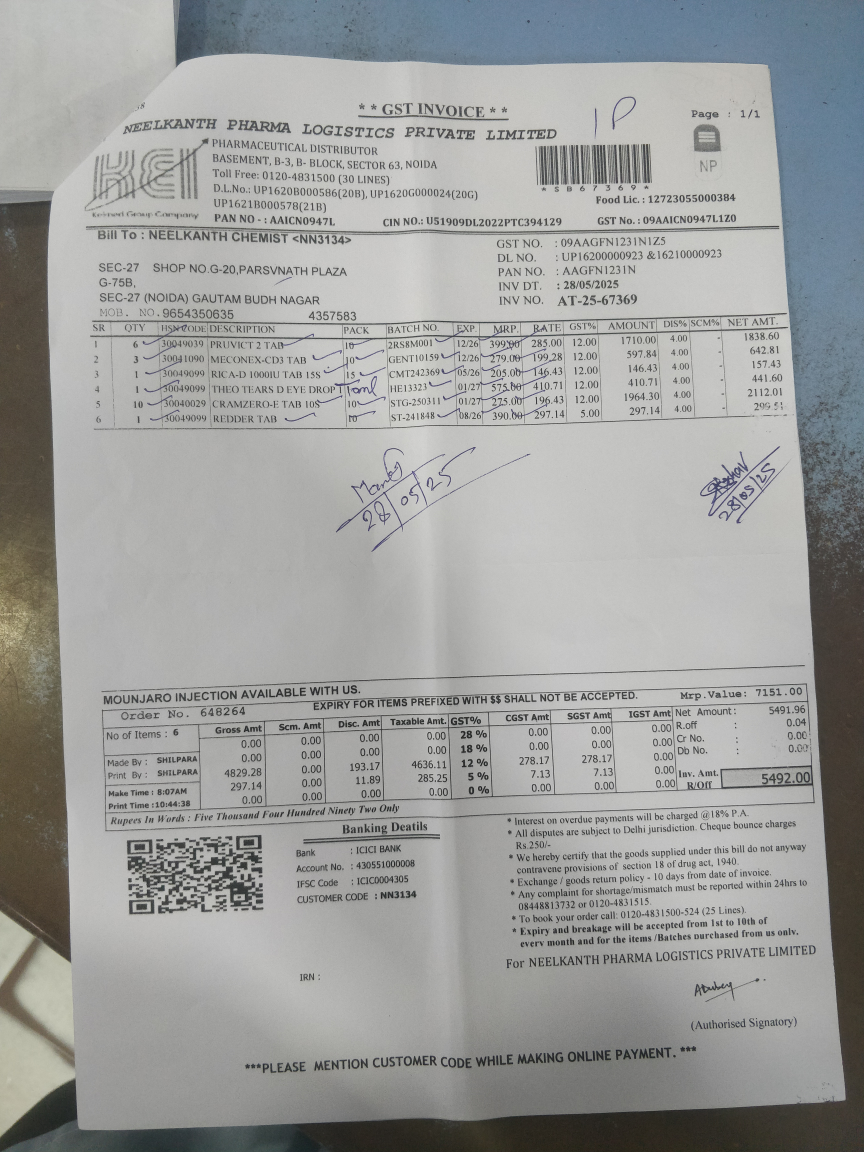 * * GST INVOICE * *
1P
Page : 1/1
NEELKANTH PHARMA LOGISTICS PRIVATE LIMITED
KEI
Kelnred Group Company
PHARMACEUTICAL DISTRIBUTOR
BASEMENT, B-3, B- BLOCK, SECTOR 63, NOIDA
Toll Free: 0120-4831500 (30 LINES)
D.L.No.: UP1620B000586(20B), UP1620G000024(20G)
UP1621B000578(21B)
PAN NO - : AAICN0947L
CIN NO.: U51909DL2022PTC394129
*SB67369*
NP
Food Lic.: 12723055000384
GST No. : 09AAICN0947L1Z0
Bill To : NEELKANTH CHEMIST <NN3134>
SEC-27 SHOP NO.G-20,PARSVNATH PLAZA
G-75B,
SEC-27 (NOIDA) GAUTAM BUDH NAGAR
MOB. NO.9654350635 4357583
GST NO. : 09AAGFN1231N1Z5
DL NO. : UP16200000923 &16210000923
PAN NO. : AAGFN1231N
INV DT. : 28/05/2025
INV NO. AT-25-67369
SR QTY HSN CODE DESCRIPTION PACK BATCH NO. EXP. MRP. RATE GST% AMOUNT DIS% SCM% NET AMT.
1 6 30049039 PRUVICT 2 TAB 10 2RS8M001 12/26 399.00 285.00 12.00 1710.00 4.00 - 1838.60
2 3 30041090 MECONEX-CD3 TAB 10 GENT10159 12/26 279.00 199.28 12.00 597.84 4.00 - 642.81
3 1 30049099 RICA-D 1000IU TAB 15S 15 CMT242369 05/26 205.00 146.43 12.00 146.43 4.00 - 157.43
4 1 30049099 THEO TEARS D EYE DROP 10ml HE13323 01/27 575.00 410.71 12.00 410.71 4.00 - 441.60
5 10 30040029 CRAMZERO-E TAB 10S 10 STG-250311 01/27 275.00 196.43 12.00 1964.30 4.00 - 2112.01
6 1 30049099 REDDER TAB 10 ST-241848 08/26 390.00 297.14 5.00 297.14 4.00 - 299.51
28/05/25
28/05/25
MOUNJARO INJECTION AVAILABLE WITH US.
EXPIRY FOR ITEMS PREFIXED WITH $$ SHALL NOT BE ACCEPTED.
Mrp.Value: 7151.00
Order No. 648264
No of Items : 6
Made By : SHILPARA
Print By : SHILPARA
Make Time : 8:07AM
Print Time :10:44:38
Gross Amt Scm. Amt Disc. Amt Taxable Amt. GST% CGST Amt SGST Amt IGST Amt
0.00 0.00 0.00 0.00 28 % 0.00 0.00 0.00
0.00 0.00 0.00 0.00 18 % 0.00 0.00 0.00
4829.28 0.00 193.17 4636.11 12 % 278.17 278.17 0.00
297.14 0.00 11.89 285.25 5 % 7.13 7.13 0.00
0.00 0.00 0.00 0.00 0 % 0.00 0.00 0.00
Net Amount : 5491.96
R.off : 0.04
Cr No. : 0.00
Db No. : 0.00
Inv. Amt. R/Off 5492.00
Rupees In Words : Five Thousand Four Hundred Ninety Two Only
Banking Deatils
Bank : ICICI BANK
Account No. : 430551000008
IFSC Code : ICIC0004305
CUSTOMER CODE : NN3134
IRN :
* Interest on overdue payments will be charged @18% P.A.
* All disputes are subject to Delhi jurisdiction. Cheque bounce charges
Rs.250/-
* We hereby certify that the goods supplied under this bill do not anyway
contravene provisions of section 18 of drug act, 1940.
* Exchange / goods return policy - 10 days from date of invoice.
* Any complaint for shortage/mismatch must be reported within 24hrs to
08448813732 or 0120-4831515.
* To book your order call: 0120-4831500-524 (25 Lines).
* Expiry and breakage will be accepted from 1st to 10th of
every month and for the items /Batches purchased from us only.
For NEELKANTH PHARMA LOGISTICS PRIVATE LIMITED
(Authorised Signatory)
***PLEASE MENTION CUSTOMER CODE WHILE MAKING ONLINE PAYMENT. ***